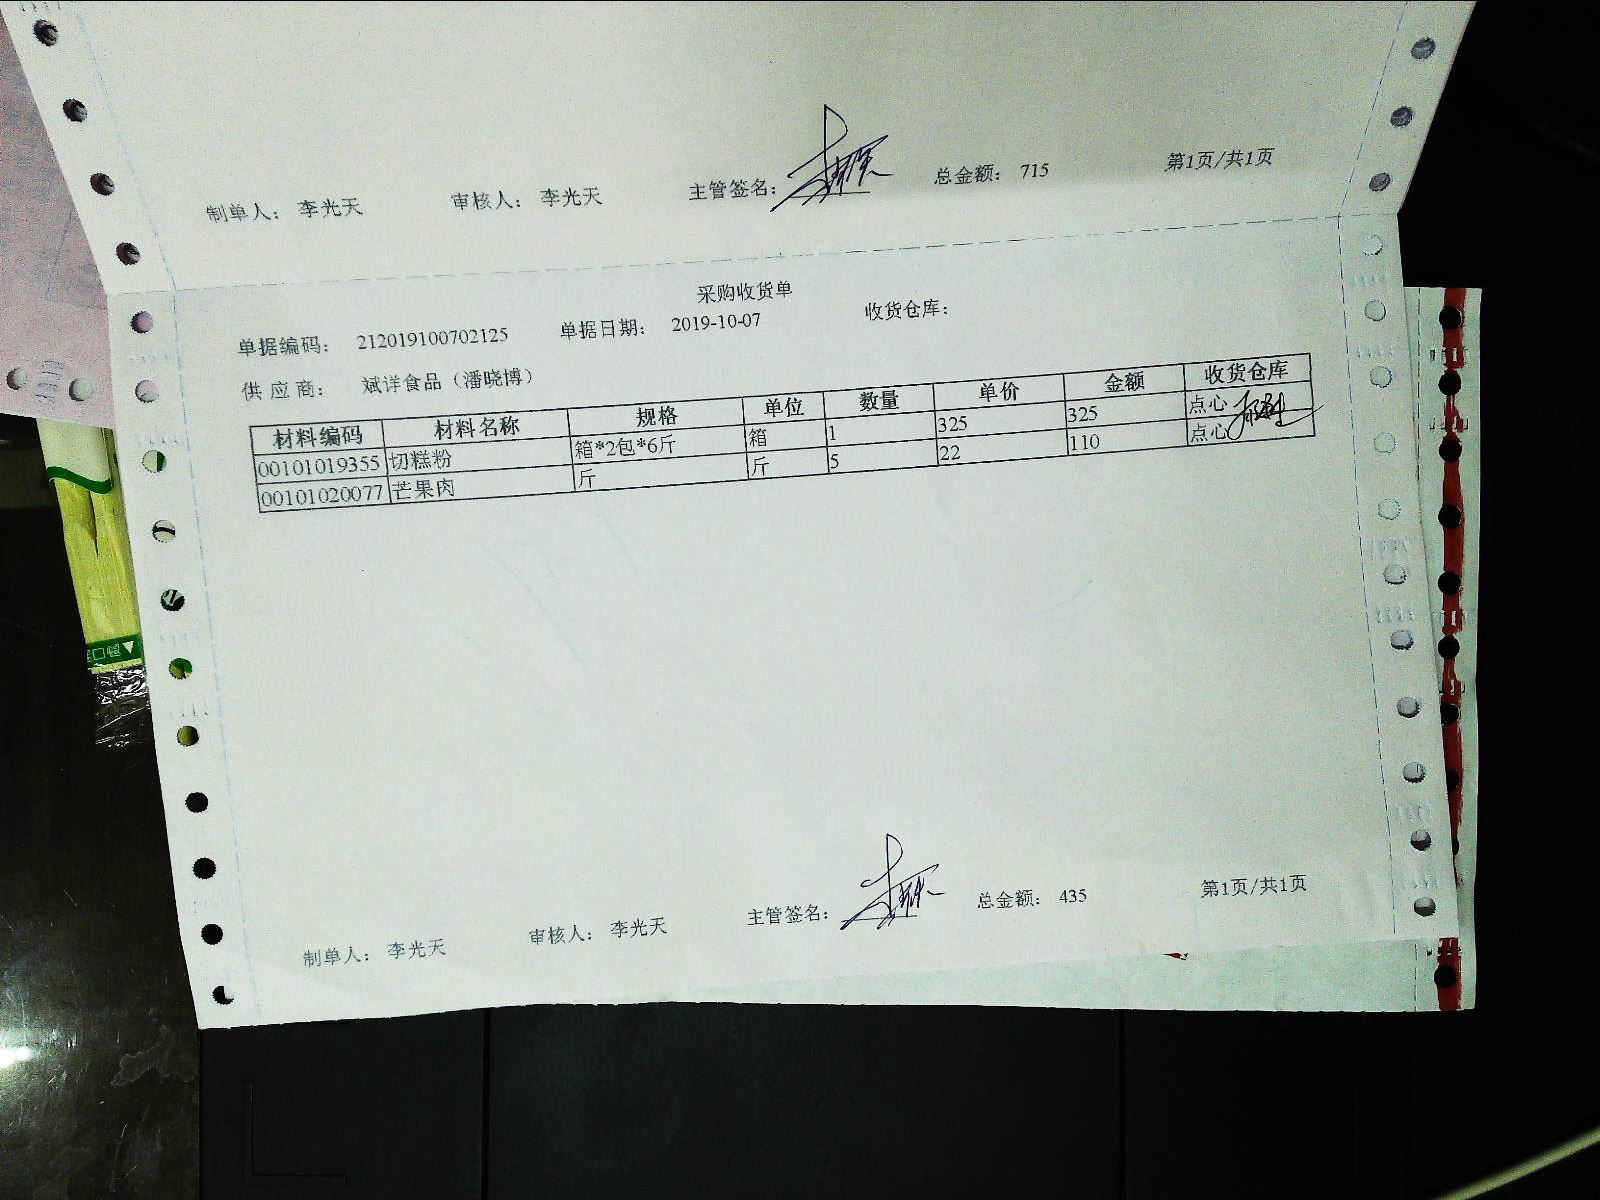 制单人： 李光天 审核人： 李光天 主管签名： 总金额： 715 第1页/共1页
采购收货单
单据编码： 212019100702125 单据日期： 2019-10-07 收货仓库：
供应商： 斌详食品（潘晓博）
材料编码 材料名称 规格 单位 数量 单价 金额 收货仓库
00101019355 切糕粉 箱*2包*6斤 箱 1 325 325 点心
00101020077 芒果肉 斤 斤 5 22 110 点心
制单人： 李光天 审核人： 李光天 主管签名： 总金额： 435 第1页/共1页